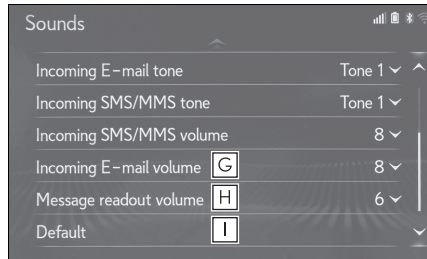 Sounds
Incoming E-mail tone Tone 1
Incoming SMS/MMS tone Tone 1
Incoming SMS/MMS volume 8
Incoming E-mail volume G 8
Message readout volume H 6
Default I